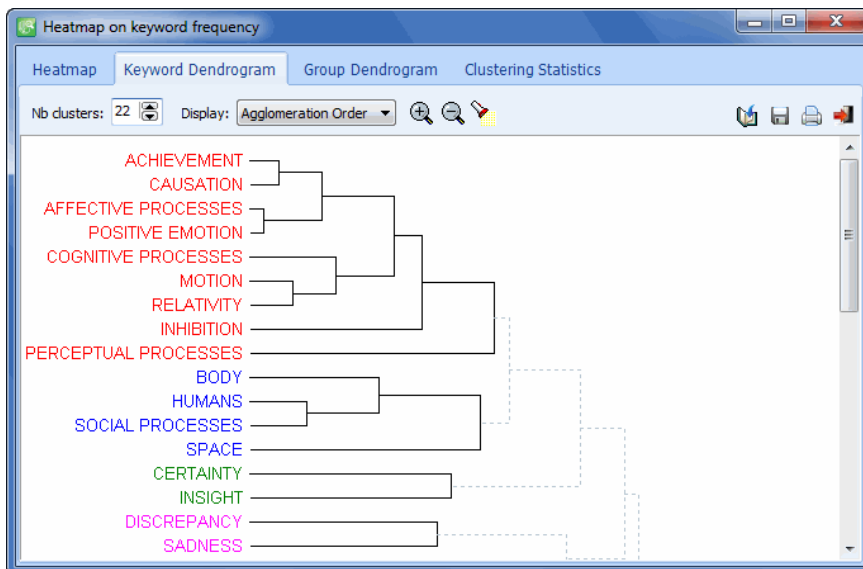 Heatmap on keyword frequency
Heatmap Keyword Dendrogram Group Dendrogram Clustering Statistics
Nb clusters: 22 Display: Agglomeration Order
ACHIEVEMENT
CAUSATION
AFFECTIVE PROCESSES
POSITIVE EMOTION
COGNITIVE PROCESSES
MOTION
RELATIVITY
INHIBITION
PERCEPTUAL PROCESSES
BODY
HUMANS
SOCIAL PROCESSES
SPACE
CERTAINTY
INSIGHT
DISCREPANCY
SADNESS